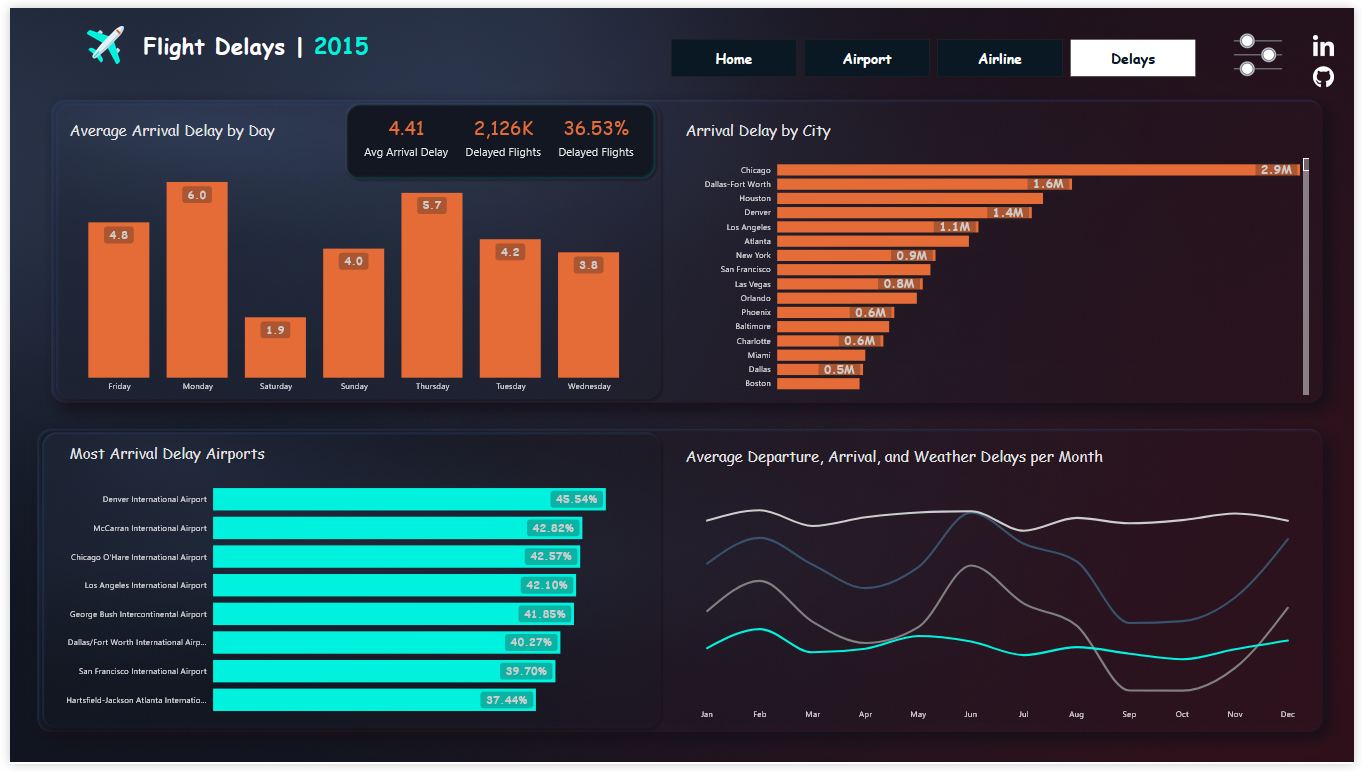 Flight Delays | 2015
Home
Airport
Airline
Delays
in
Average Arrival Delay by Day
4.41
2,126K
36.53%
Avg Arrival Delay
Delayed Flights
Delayed Flights
4.8
6.0
1.9
4.0
5.7
4.2
3.8
Friday
Monday
Saturday
Sunday
Thursday
Tuesday
Wednesday
Arrival Delay by City
Chicago
2.9M
Dallas-Fort Worth
1.6M
Houston
Denver
1.4M
Los Angeles
1.1M
Atlanta
New York
0.9M
San Francisco
Las Vegas
0.8M
Orlando
Phoenix
0.6M
Baltimore
Charlotte
0.6M
Miami
Dallas
0.5M
Boston
Most Arrival Delay Airports
Denver International Airport
45.54%
McCarran International Airport
42.82%
Chicago O'Hare International Airport
42.57%
Los Angeles International Airport
42.10%
George Bush Intercontinental Airport
41.85%
Dallas/Fort Worth International Airp...
40.27%
San Francisco International Airport
39.70%
Hartsfield-Jackson Atlanta Internatio...
37.44%
Average Departure, Arrival, and Weather Delays per Month
Jan
Feb
Mar
Apr
May
Jun
Jul
Aug
Sep
Oct
Nov
Dec